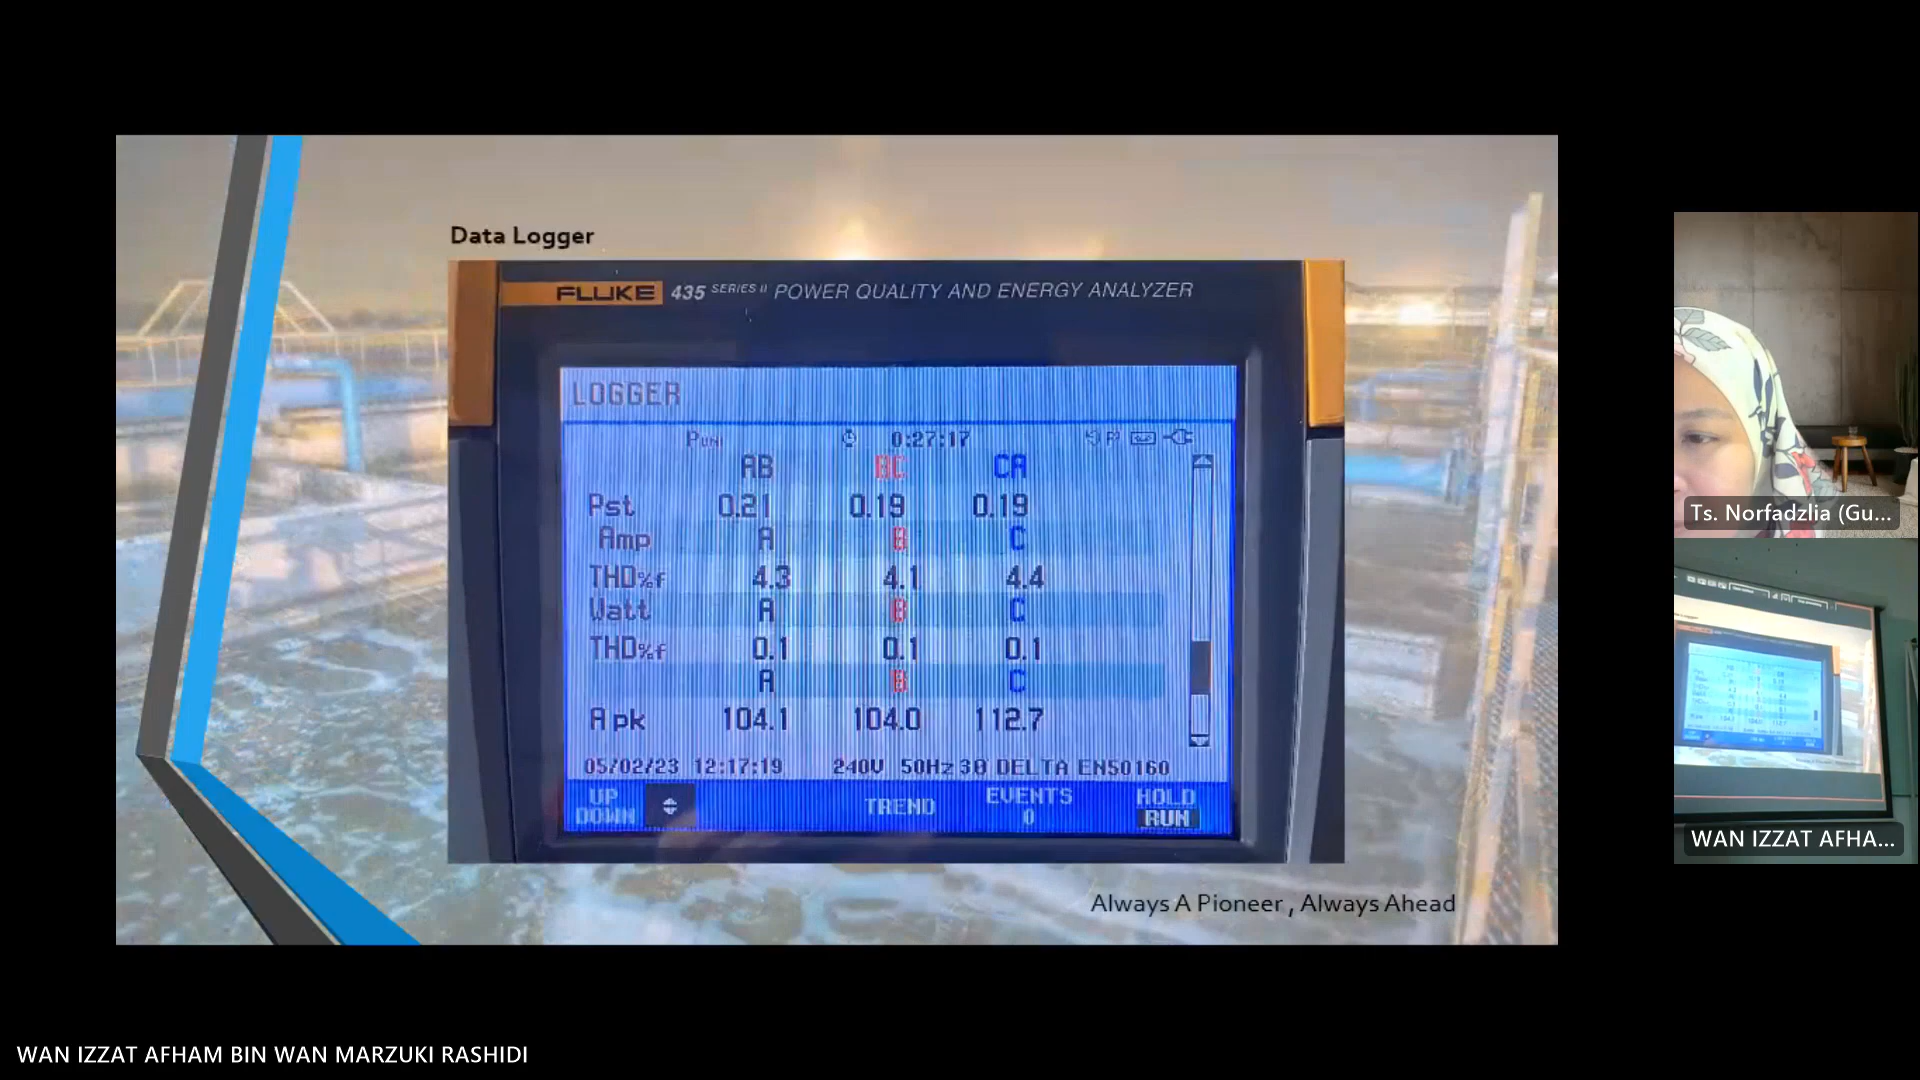 Data Logger
FLUKE 435 SERIES II POWER QUALITY AND ENERGY ANALYZER
LOGGER
PUNI 0:27:17
AB BC CA
Pst 0.21 0.19 0.19
Amp A B C
THD%f 4.3 4.1 4.4
Watt A B C
THD%f 0.1 0.1 0.1
A B C
A pk 104.1 104.0 112.7
05/02/23 12:17:19 240V 50Hz 3Ø DELTA EN50160
UP DOWN TREND EVENTS 0 HOLD RUN
Always A Pioneer , Always Ahead
Ts. Norfadzlia (Gu...
WAN IZZAT AFHA...
WAN IZZAT AFHAM BIN WAN MARZUKI RASHIDI